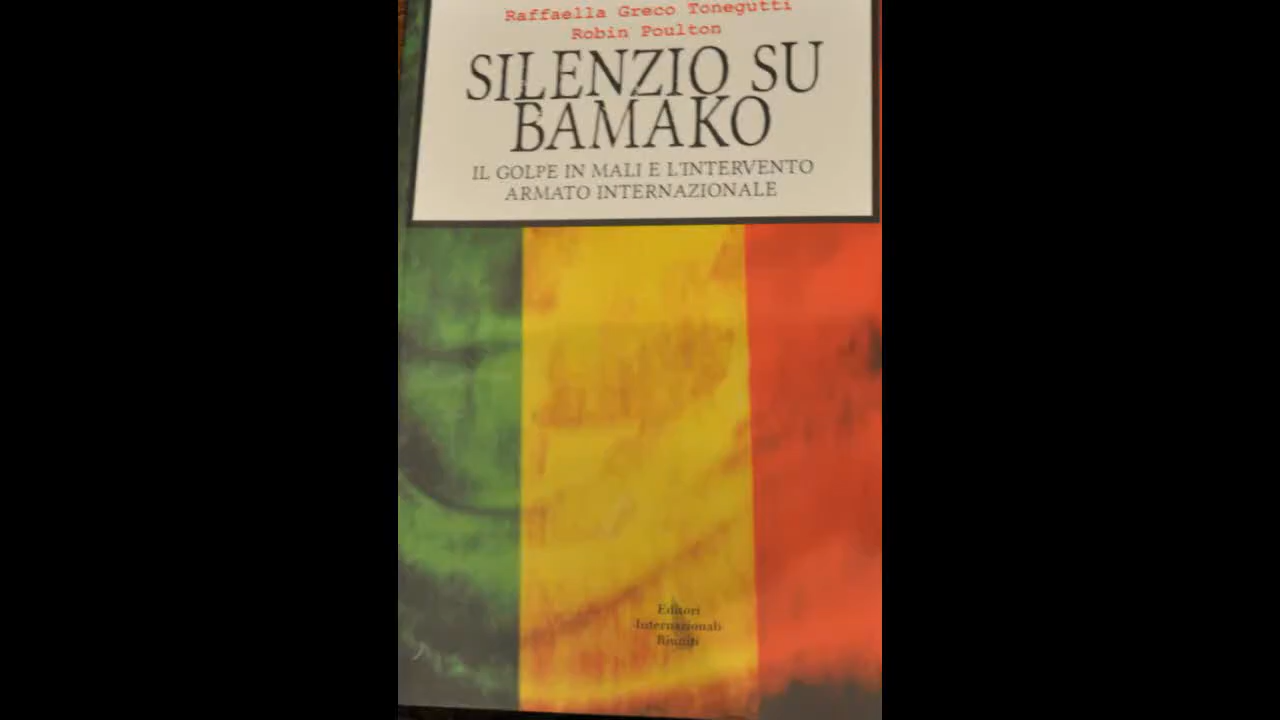 Raffaella Greco Tonegutti
Robin Poulton
SILENZIO SU
BAMAKO
IL GOLPE IN MALI E L'INTERVENTO
ARMATO INTERNAZIONALE
Editori
Internazionali
Riuniti